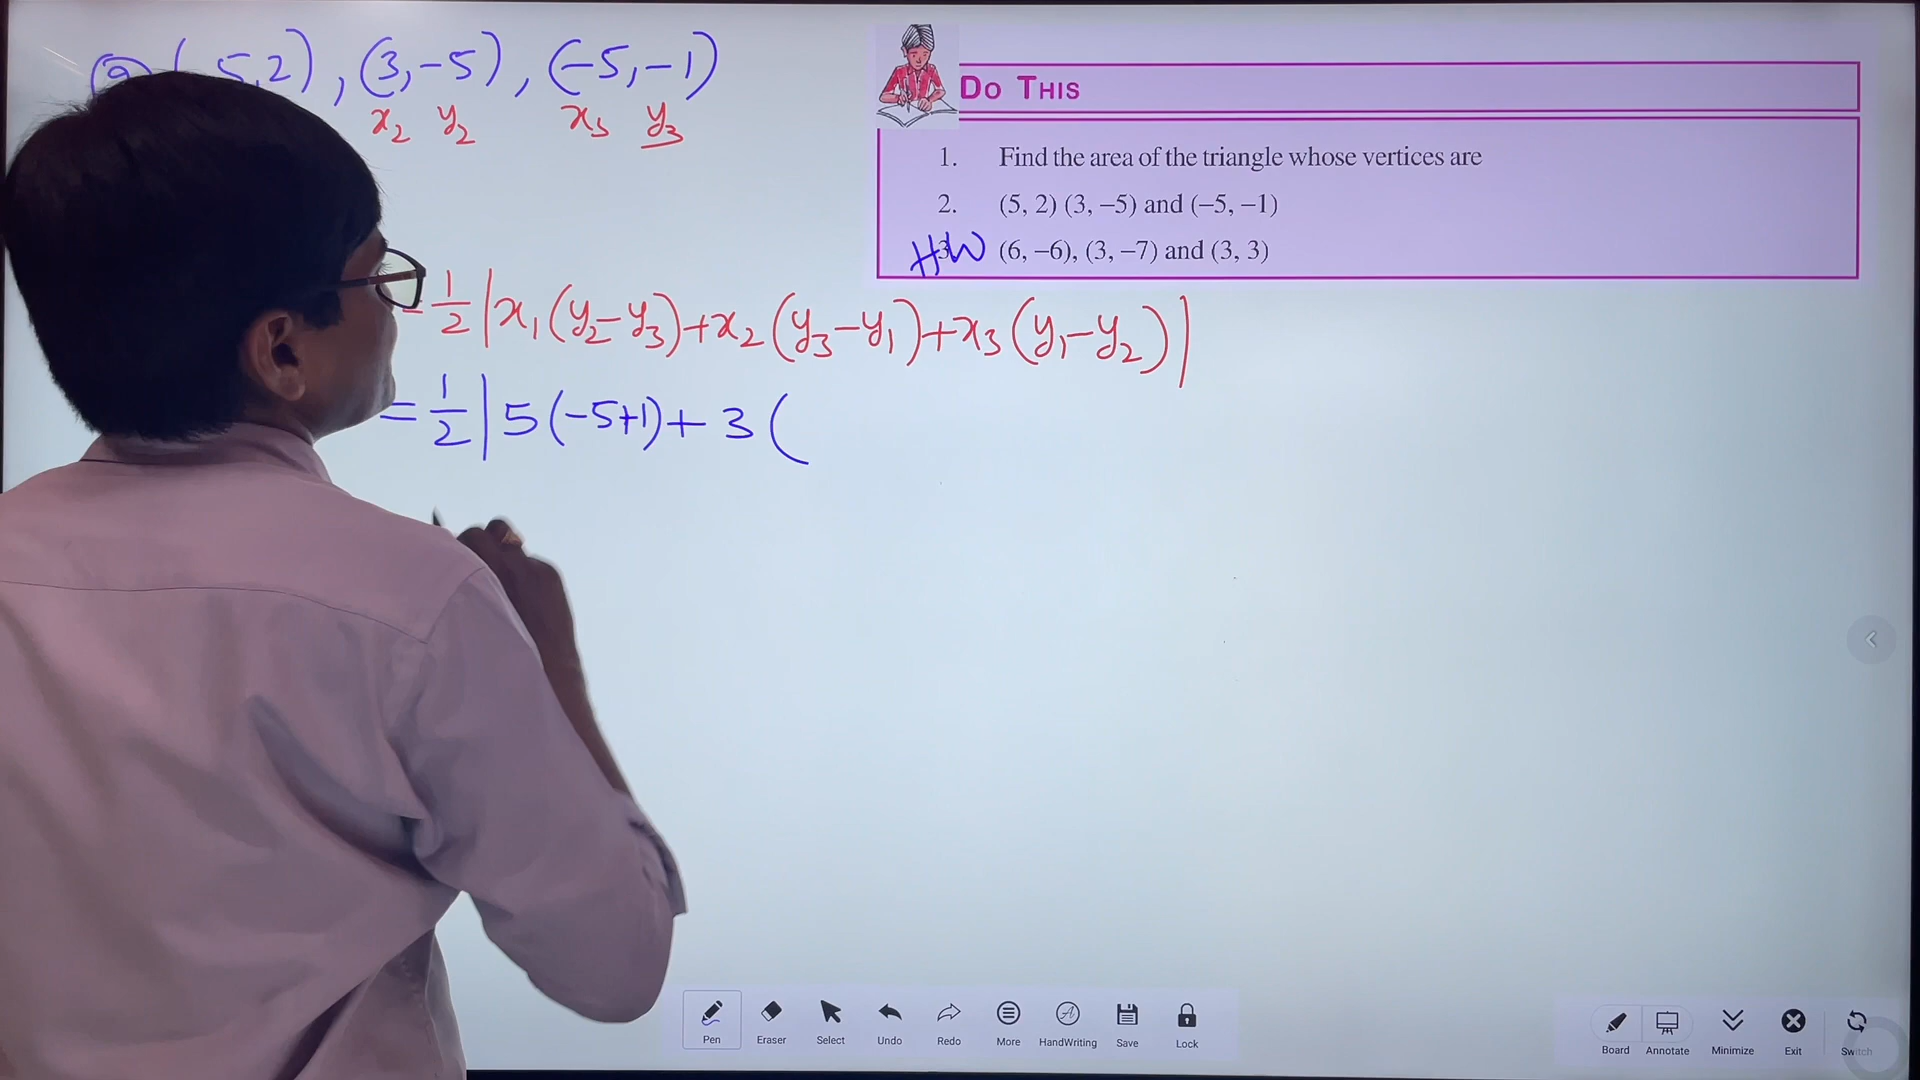 5,2), (3,-5), (-5,-1)
x₂ y₂ x₃ y₃
DO THIS
1. Find the area of the triangle whose vertices are
2. (5, 2) (3, –5) and (–5, –1)
HW (6, –6), (3, –7) and (3, 3)
= 1/2 |x₁(y₂-y₃)+x₂(y₃-y₁)+x₃(y₁-y₂)|
= 1/2 | 5(-5+1)+ 3(
Pen Eraser Select Undo Redo More HandWriting Save Lock
Board Annotate Minimize Exit Switch